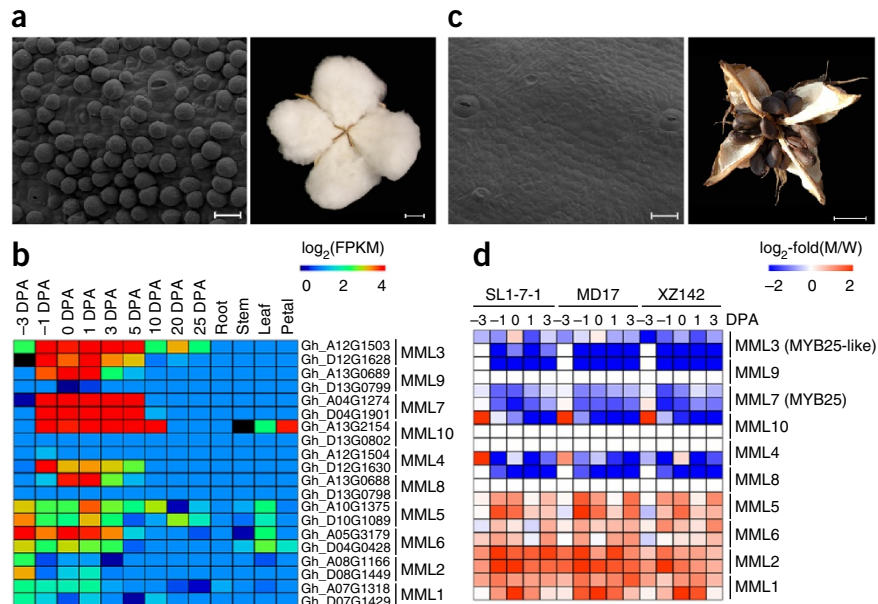 a
c
b
log2(FPKM)
0 2 4
−3 DPA
−1 DPA
0 DPA
1 DPA
3 DPA
5 DPA
10 DPA
20 DPA
25 DPA
Root
Stem
Leaf
Petal
Gh_A12G1503
Gh_D12G1628
MML3
Gh_A13G0689
Gh_D13G0799
MML9
Gh_A04G1274
Gh_D04G1901
MML7
Gh_A13G2154
Gh_D13G0802
MML10
Gh_A12G1504
Gh_D12G1630
MML4
Gh_A13G0688
Gh_D13G0798
MML8
Gh_A10G1375
Gh_D10G1089
MML5
Gh_A05G3179
Gh_D04G0428
MML6
Gh_A08G1166
Gh_D08G1449
MML2
Gh_A07G1318
Gh_D07G1429
MML1
d
log2-fold(M/W)
−2 0 2
SL1-7-1 MD17 XZ142
−3 −1 0 1 3 −3 −1 0 1 3 −3 −1 0 1 3 DPA
MML3 (MYB25-like)
MML9
MML7 (MYB25)
MML10
MML4
MML8
MML5
MML6
MML2
MML1